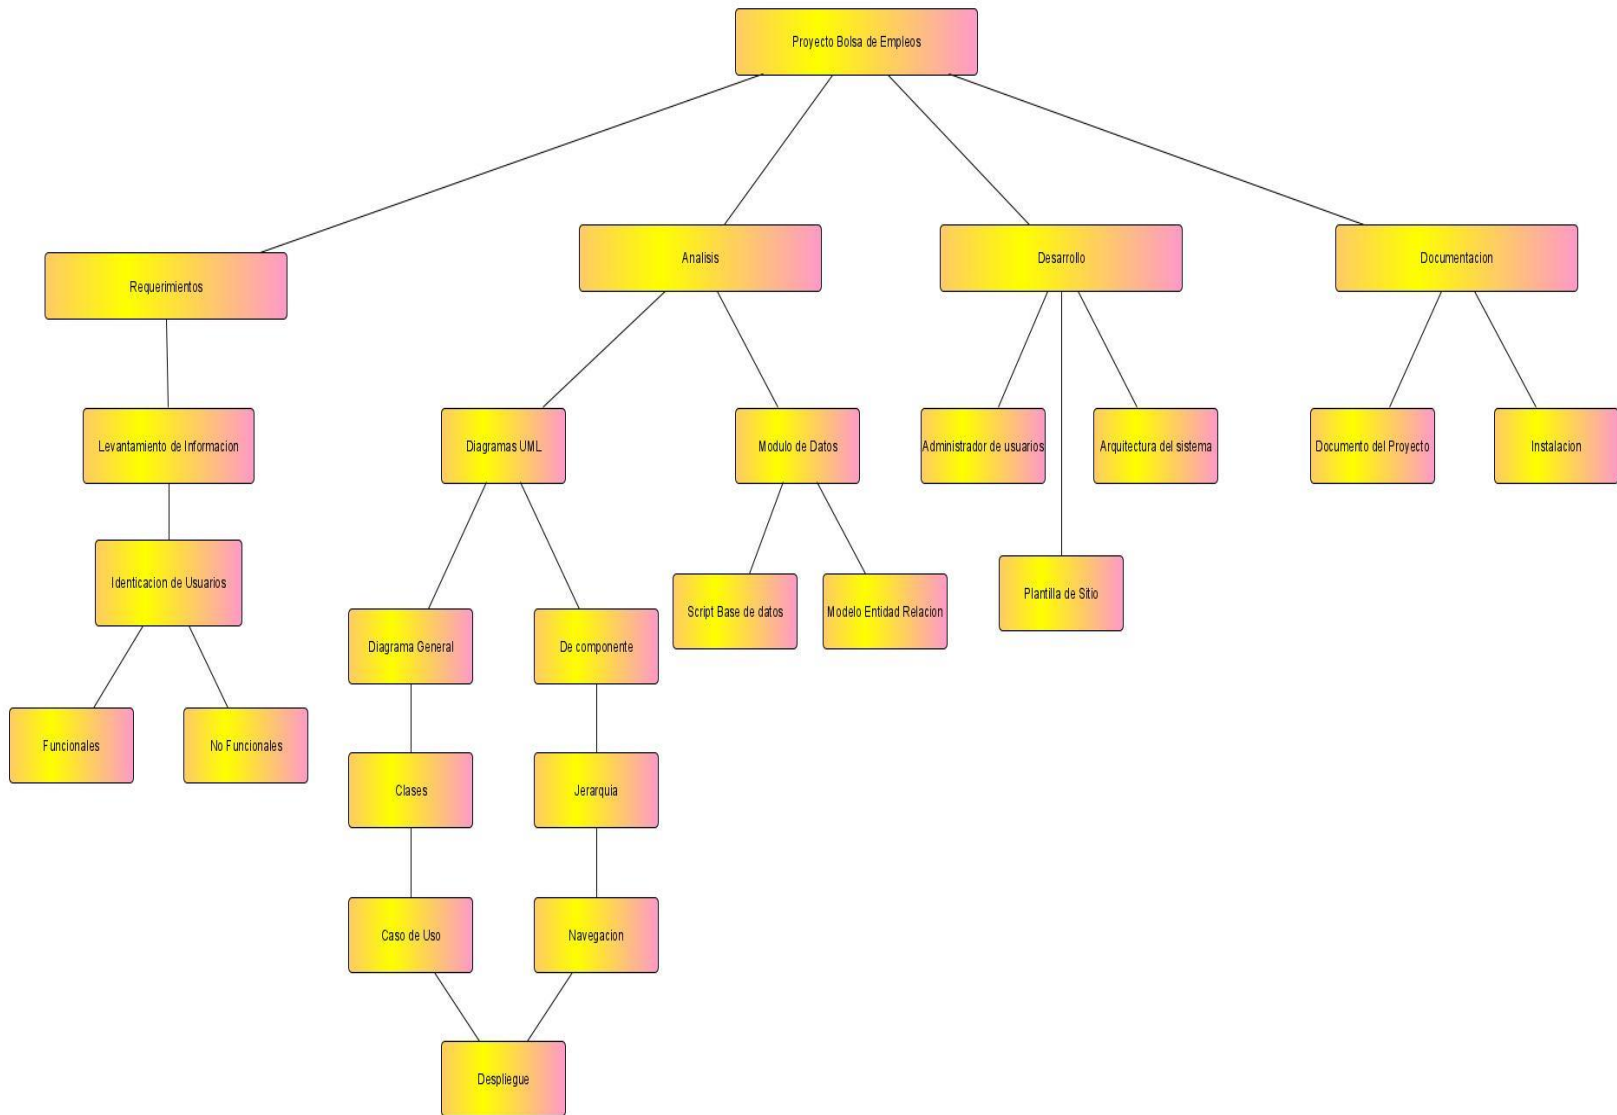 Proyecto Bolsa de Empleos
Requerimientos
Analisis
Desarrollo
Documentacion
Levantamiento de Informacion
Diagramas UML
Modulo de Datos
Administrador de usuarios
Arquitectura del sistema
Documento del Proyecto
Instalacion
Identicacion de Usuarios
Script Base de datos
Modelo Entidad Relacion
Plantilla de Sitio
Diagrama General
De componente
Funcionales
No Funcionales
Clases
Jerarquia
Caso de Uso
Navegacion
Despliegue